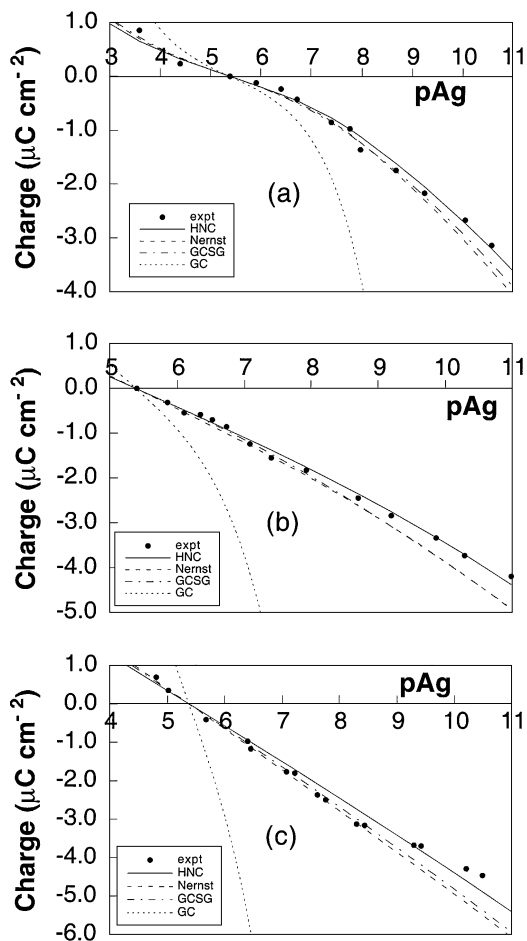 1.0
3 4 5 6 7 8 9 10 11
0.0
pAg
-1.0
Charge (μC cm⁻²)
-2.0
(a)
expt
HNC
Nernst
GCSG
GC
-3.0
-4.0
1.0
5 6 7 8 9 10 11
0.0
pAg
-1.0
Charge (μC cm⁻²)
-2.0
-3.0
(b)
expt
HNC
Nernst
GCSG
GC
-4.0
-5.0
1.0
pAg
0.0
4 5 6 7 8 9 10 11
-1.0
Charge (μC cm⁻²)
-2.0
-3.0
(c)
-4.0
expt
HNC
Nernst
GCSG
GC
-5.0
-6.0